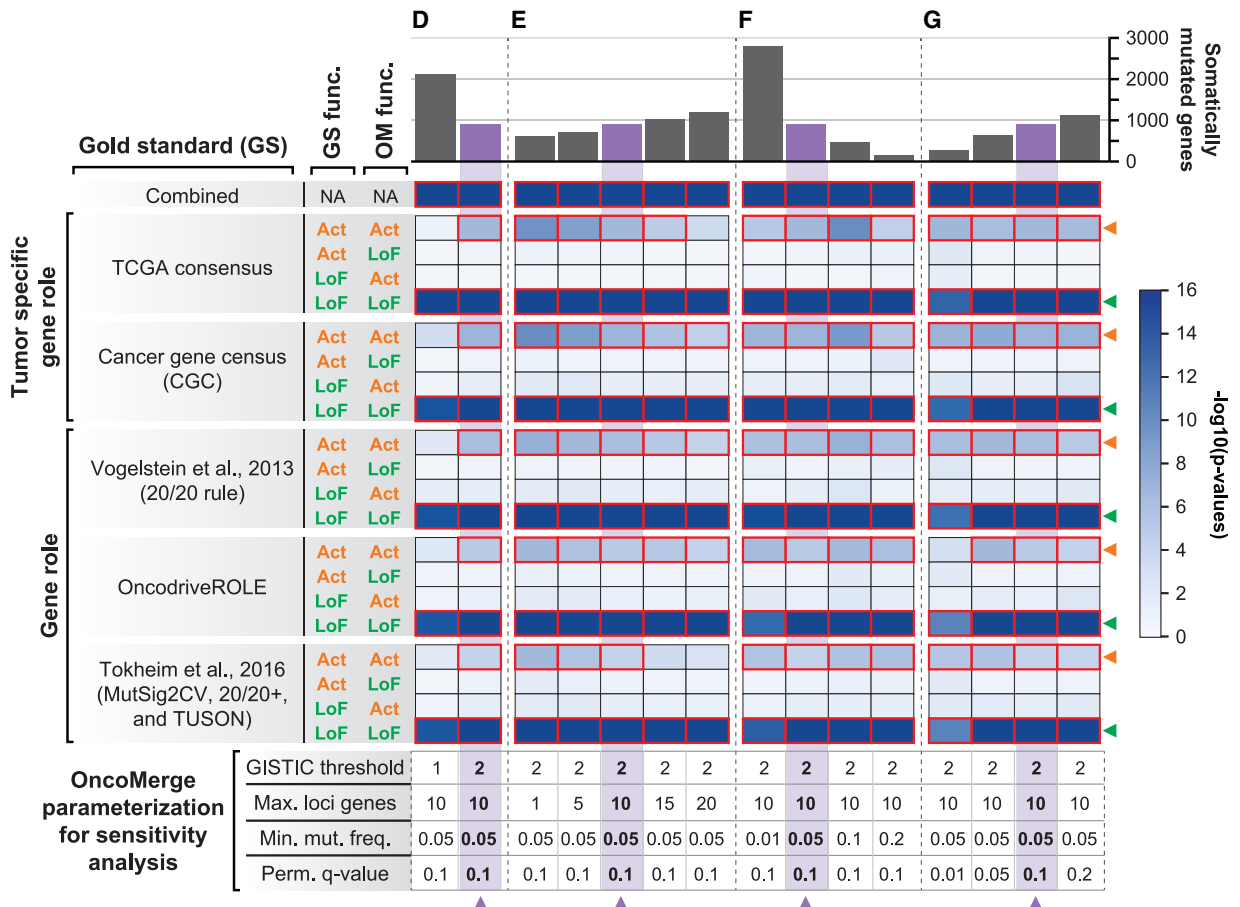 D E F G
3000
2000
1000
0
Somatically
mutated genes
Gold standard (GS)
GS func.
OM func.
Combined NA NA
Tumor specific
gene role
TCGA consensus
Act Act
Act LoF
LoF Act
LoF LoF
Cancer gene census
(CGC)
Act Act
Act LoF
LoF Act
LoF LoF
Gene role
Vogelstein et al., 2013
(20/20 rule)
Act Act
Act LoF
LoF Act
LoF LoF
OncodriveROLE
Act Act
Act LoF
LoF Act
LoF LoF
Tokheim et al., 2016
(MutSig2CV, 20/20+,
and TUSON)
Act Act
Act LoF
LoF Act
LoF LoF
16
14
12
10
8
6
4
2
0
-log10(p-values)
OncoMerge
parameterization
for sensitivity
analysis
GISTIC threshold 1 2 2 2 2 2 2 2 2 2 2 2 2 2 2
Max. loci genes 10 10 1 5 10 15 20 10 10 10 10 10 10 10 10
Min. mut. freq. 0.05 0.05 0.05 0.05 0.05 0.05 0.05 0.01 0.05 0.1 0.2 0.05 0.05 0.05 0.05
Perm. q-value 0.1 0.1 0.1 0.1 0.1 0.1 0.1 0.1 0.1 0.1 0.1 0.01 0.05 0.1 0.2